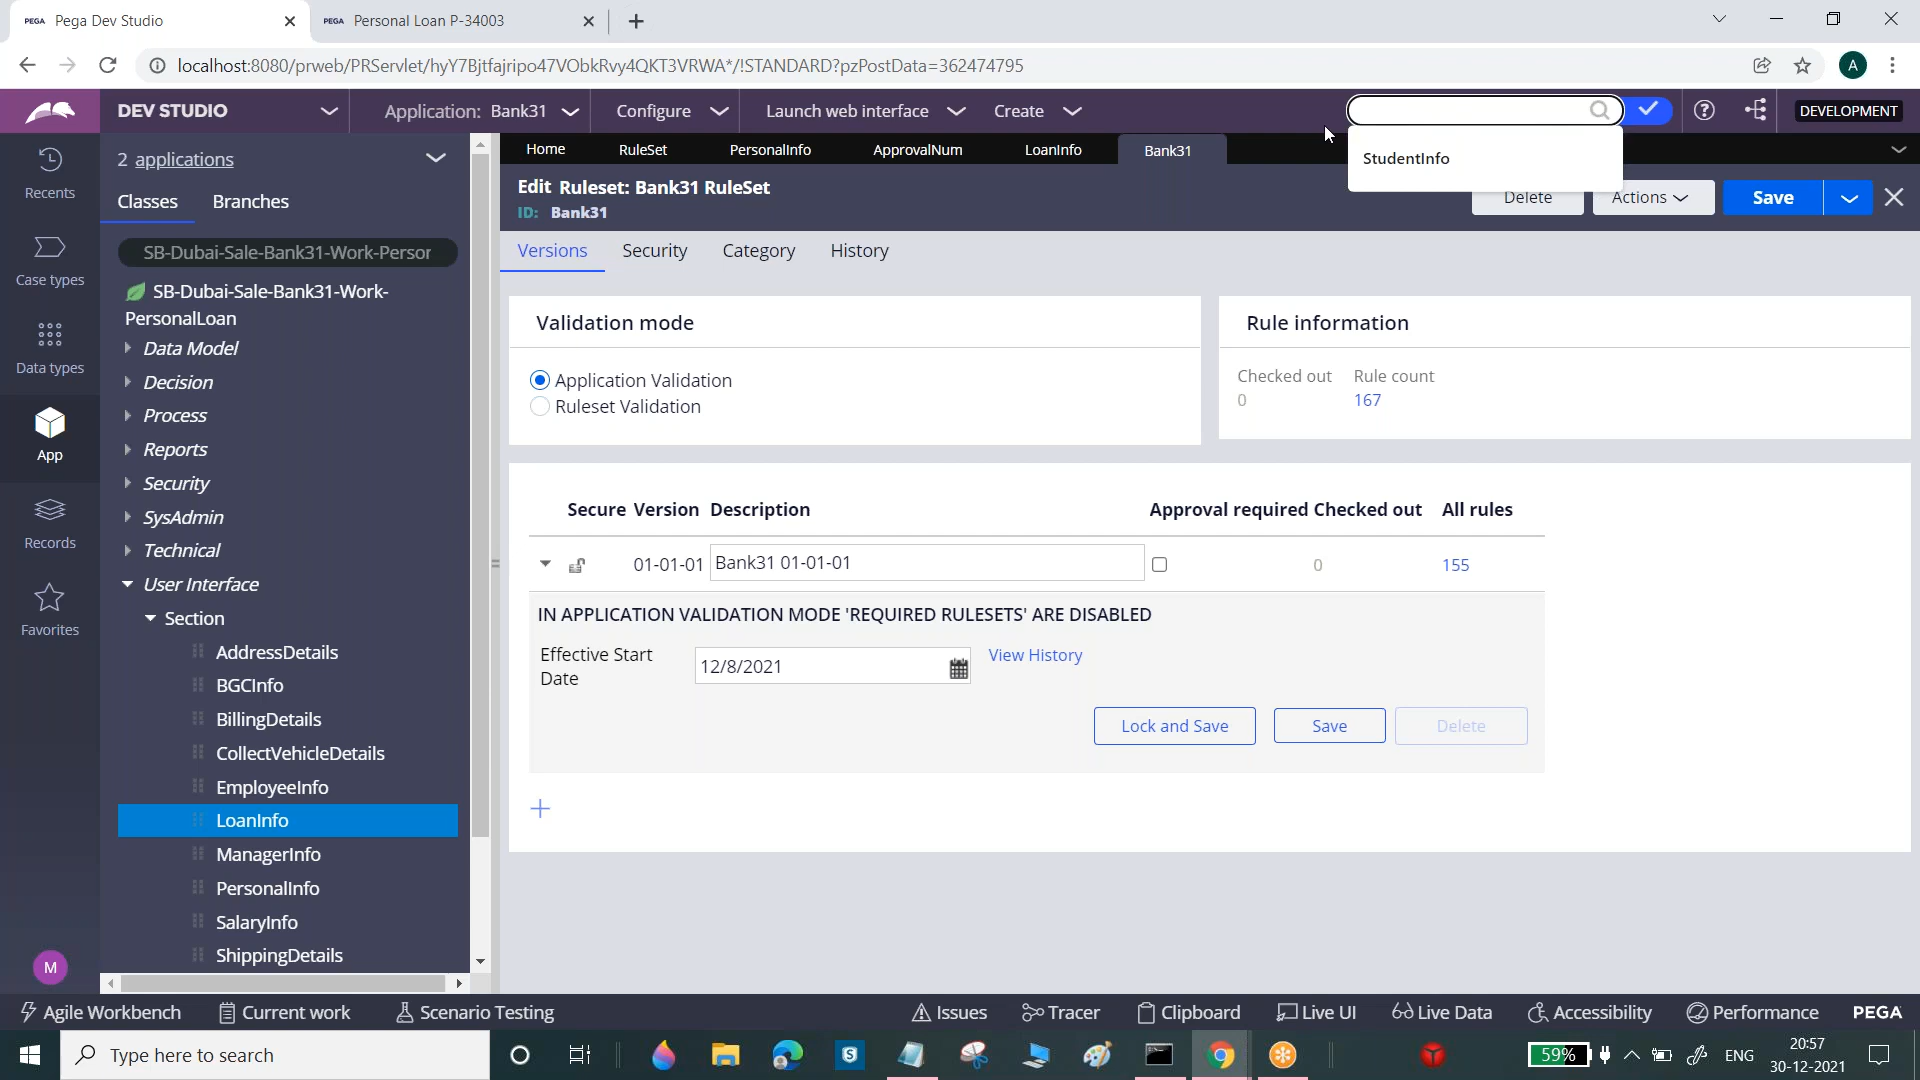 PEGA Pega Dev Studio
PEGA Personal Loan P-34003
localhost:8080/prweb/PRServlet/hyY7Bjtfajripo47VObkRvy4QKT3VRWA*/!STANDARD?pzPostData=362474795
A
DEV STUDIO
Application: Bank31
Configure
Launch web interface
Create
DEVELOPMENT
StudentInfo
Recents
Case types
Data types
App
Records
Favorites
M
2 applications
Classes
Branches
SB-Dubai-Sale-Bank31-Work-Person
SB-Dubai-Sale-Bank31-Work-
PersonalLoan
Data Model
Decision
Process
Reports
Security
SysAdmin
Technical
User Interface
Section
AddressDetails
BGCInfo
BillingDetails
CollectVehicleDetails
EmployeeInfo
LoanInfo
ManagerInfo
PersonalInfo
SalaryInfo
ShippingDetails
Home
RuleSet
PersonalInfo
ApprovalNum
LoanInfo
Bank31
Edit Ruleset: Bank31 RuleSet
ID: Bank31
Delete
Actions
Save
Versions
Security
Category
History
Validation mode
Application Validation
Ruleset Validation
Rule information
Checked out Rule count
0 167
Secure Version Description Approval required Checked out All rules
01-01-01 Bank31 01-01-01 0 155
IN APPLICATION VALIDATION MODE 'REQUIRED RULESETS' ARE DISABLED
Effective Start
Date
12/8/2021
View History
Lock and Save
Save
Delete
Agile Workbench
Current work
Scenario Testing
Issues
Tracer
Clipboard
Live UI
Live Data
Accessibility
Performance
PEGA
Type here to search
59%
ENG
20:57
30-12-2021